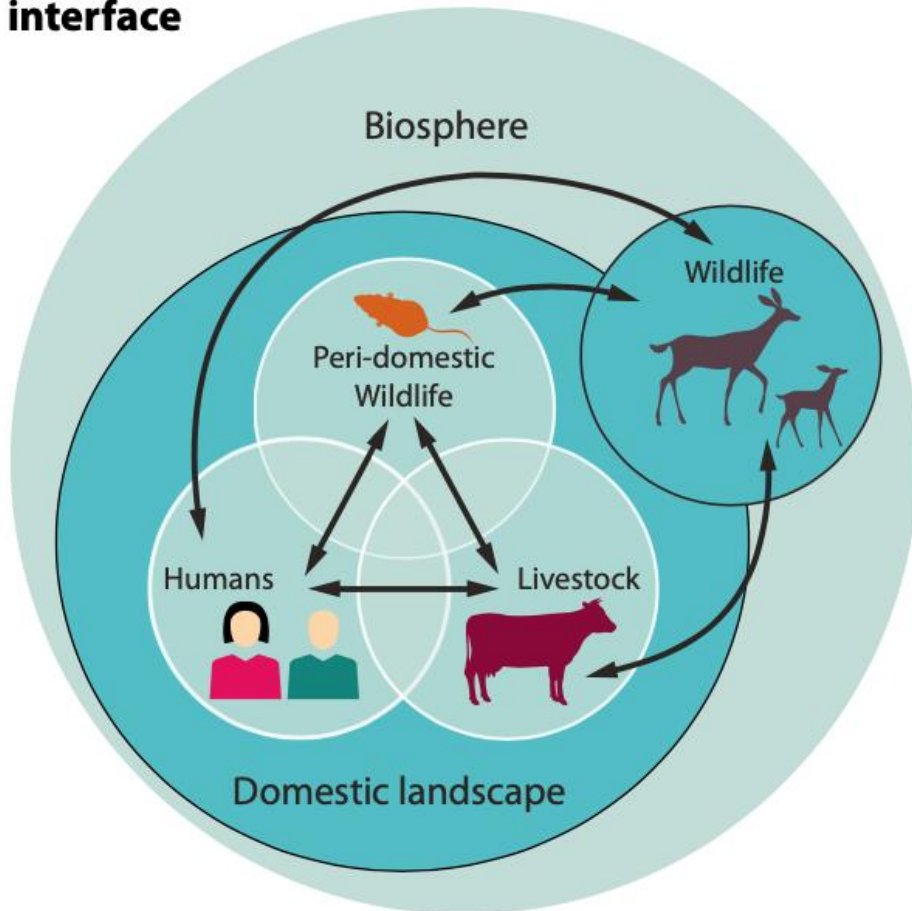 interface
Biosphere
Wildlife
Peri-domestic
Wildlife
Humans
Livestock
Domestic landscape